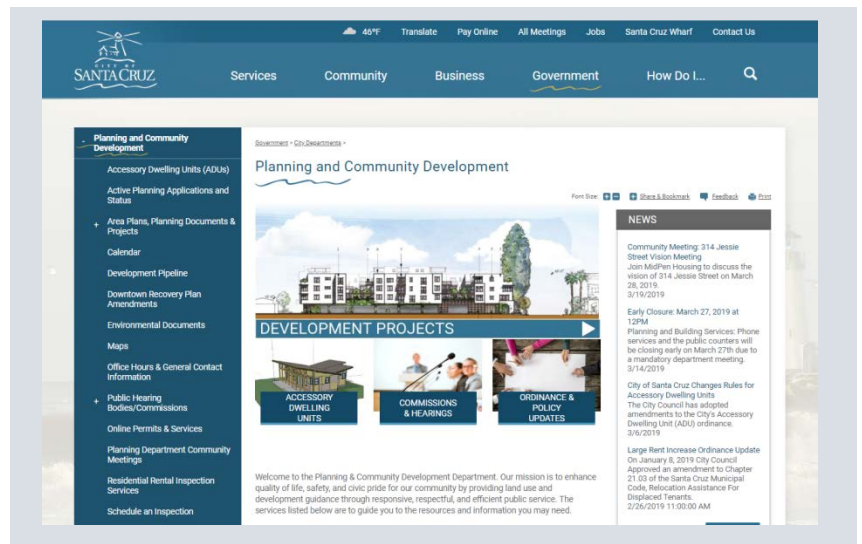 CITY OF
SANTA CRUZ
46°F Translate Pay Online All Meetings Jobs Santa Cruz Wharf Contact Us
Services Community Business Government How Do I...
- Planning and Community
Development
Accessory Dwelling Units (ADUs)
Active Planning Applications and
Status
+ Area Plans, Planning Documents &
Projects
Calendar
Development Pipeline
Downtown Recovery Plan
Amendments
Environmental Documents
Maps
Office Hours & General Contact
Information
+ Public Hearing
Bodies/Commissions
Online Permits & Services
Planning Department Community
Meetings
Residential Rental Inspection
Services
Schedule an Inspection
Government » City Departments »
Planning and Community Development
Font Size: + - Share & Bookmark Feedback Print
DEVELOPMENT PROJECTS
ACCESSORY
DWELLING
UNITS
COMMISSIONS
& HEARINGS
ORDINANCE &
POLICY
UPDATES
Welcome to the Planning & Community Development Department. Our mission is to enhance
quality of life, safety, and civic pride for our community by providing land use and
development guidance through responsive, respectful, and efficient public service. The
services listed below are to guide you to the resources and information you may need.
NEWS
Community Meeting: 314 Jessie
Street Vision Meeting
Join MidPen Housing to discuss the
vision of 314 Jessie Street on March
28, 2019.
3/19/2019
Early Closure: March 27, 2019 at
12PM
Planning and Building Services: Phone
services and the public counters will
be closing early on March 27th due to
a mandatory department meeting.
3/14/2019
City of Santa Cruz Changes Rules for
Accessory Dwelling Units
The City Council has adopted
amendments to the City's Accessory
Dwelling Unit (ADU) ordinance.
3/6/2019
Large Rent Increase Ordinance Update
On January 8, 2019 City Council
Approved an amendment to Chapter
21.03 of the Santa Cruz Municipal
Code, Relocation Assistance For
Displaced Tenants.
2/26/2019 11:00:00 AM